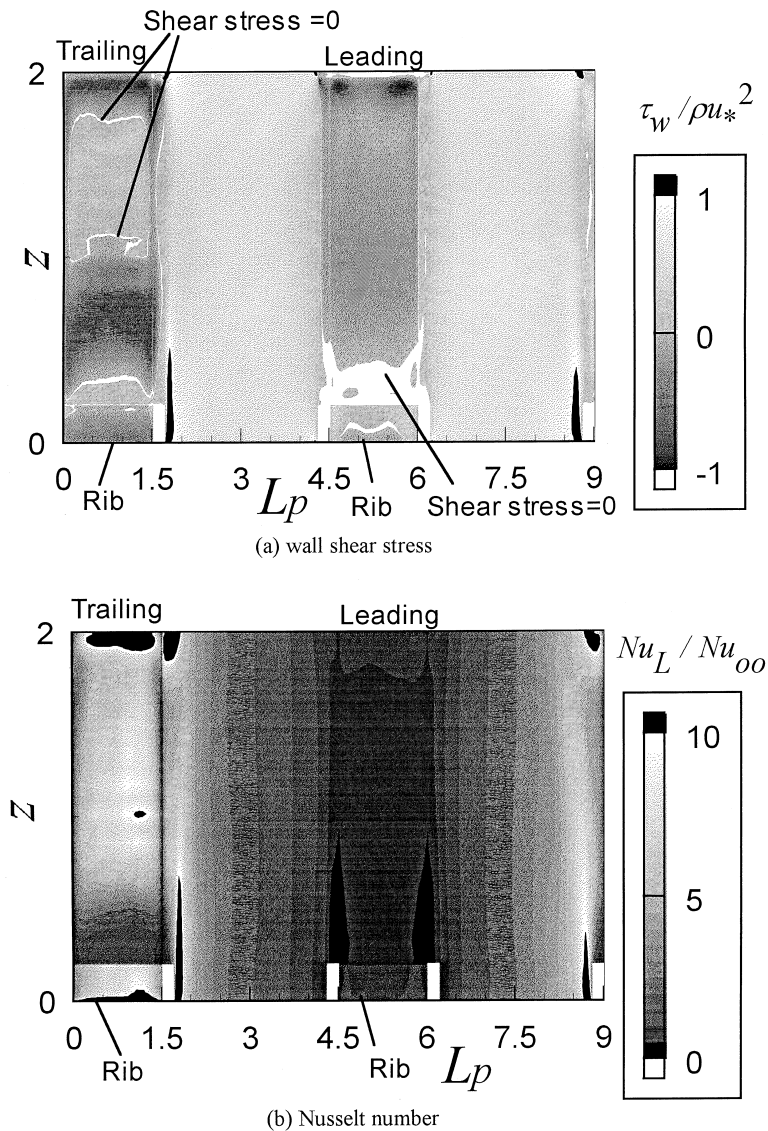 Shear stress =0
Trailing
Leading
2
z
0
0
1.5
3
4.5
6
7.5
9
Rib
Lp
Rib
Shear stress=0
τw /ρu*2
1
0
-1
(a) wall shear stress
Trailing
Leading
2
z
0
0
1.5
3
4.5
6
7.5
9
Rib
Rib
Lp
NuL / Nuoo
10
5
0
(b) Nusselt number